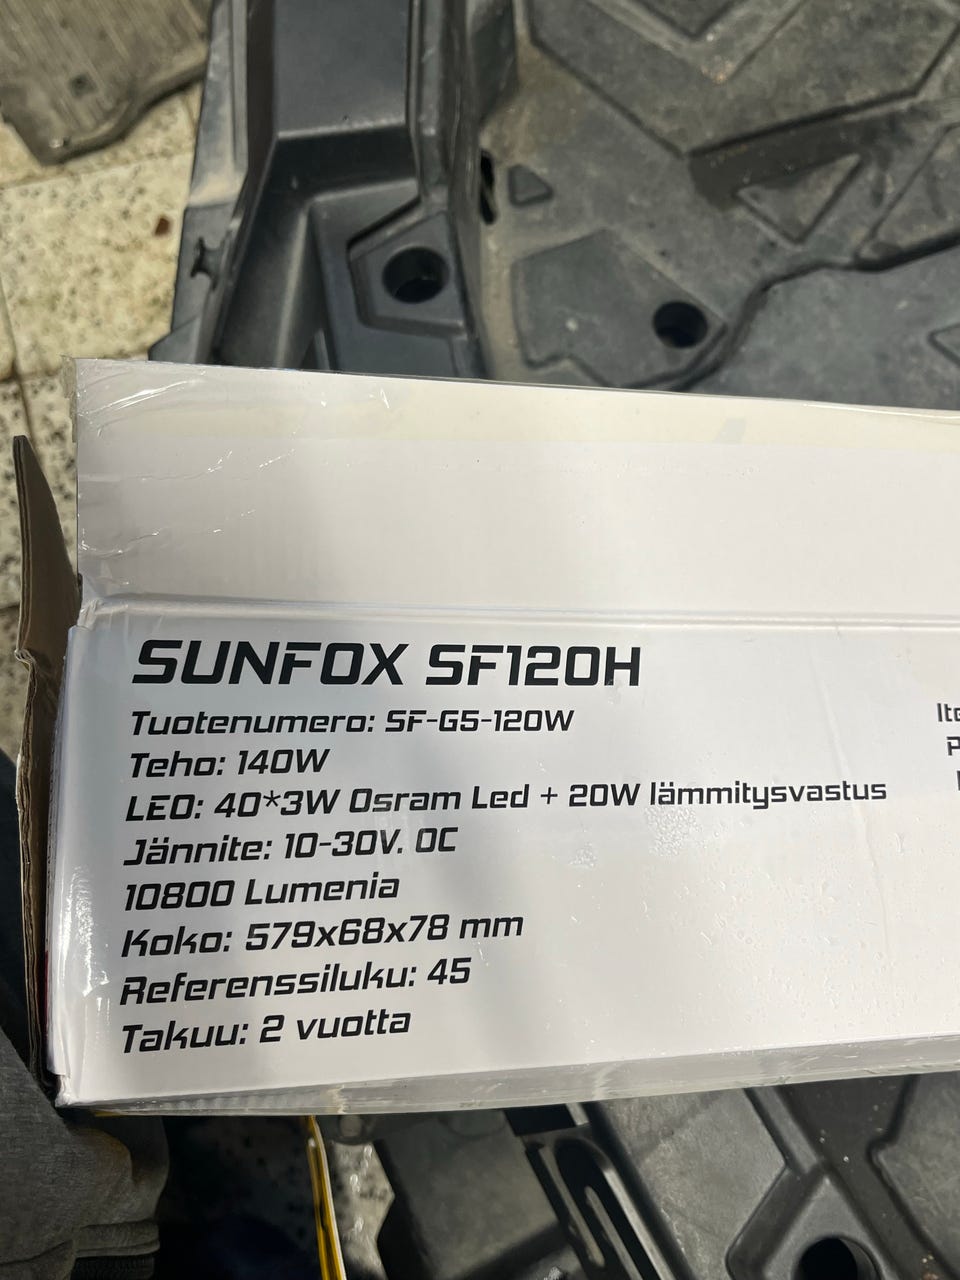 SUNFOX SF120H
Tuotenumero: SF-G5-120W
Teho: 140W
LED: 40*3W Osram Led + 20W lämmitysvastus
Jännite: 10-30V. DC
10800 Lumenia
Koko: 579x68x78 mm
Referenssiluku: 45
Takuu: 2 vuotta